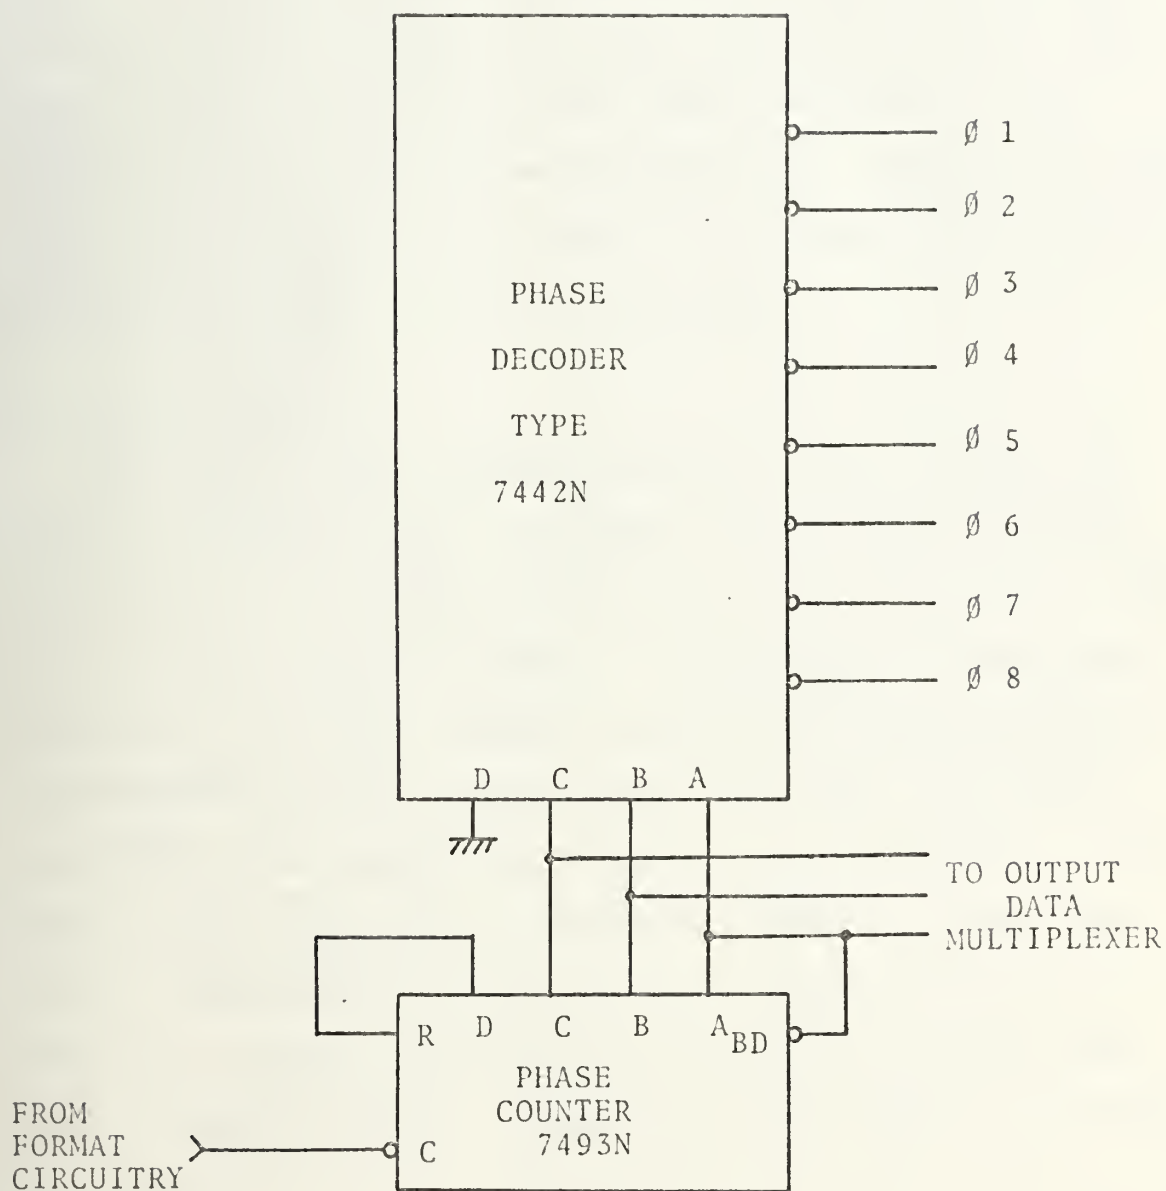 Ø 1
Ø 2
Ø 3
Ø 4
Ø 5
Ø 6
Ø 7
Ø 8
PHASE
DECODER
TYPE
7442N
D C B A
TO OUTPUT
DATA
MULTIPLEXER
R D C B A BD
PHASE
COUNTER
7493N
C
FROM
FORMAT
CIRCUITRY